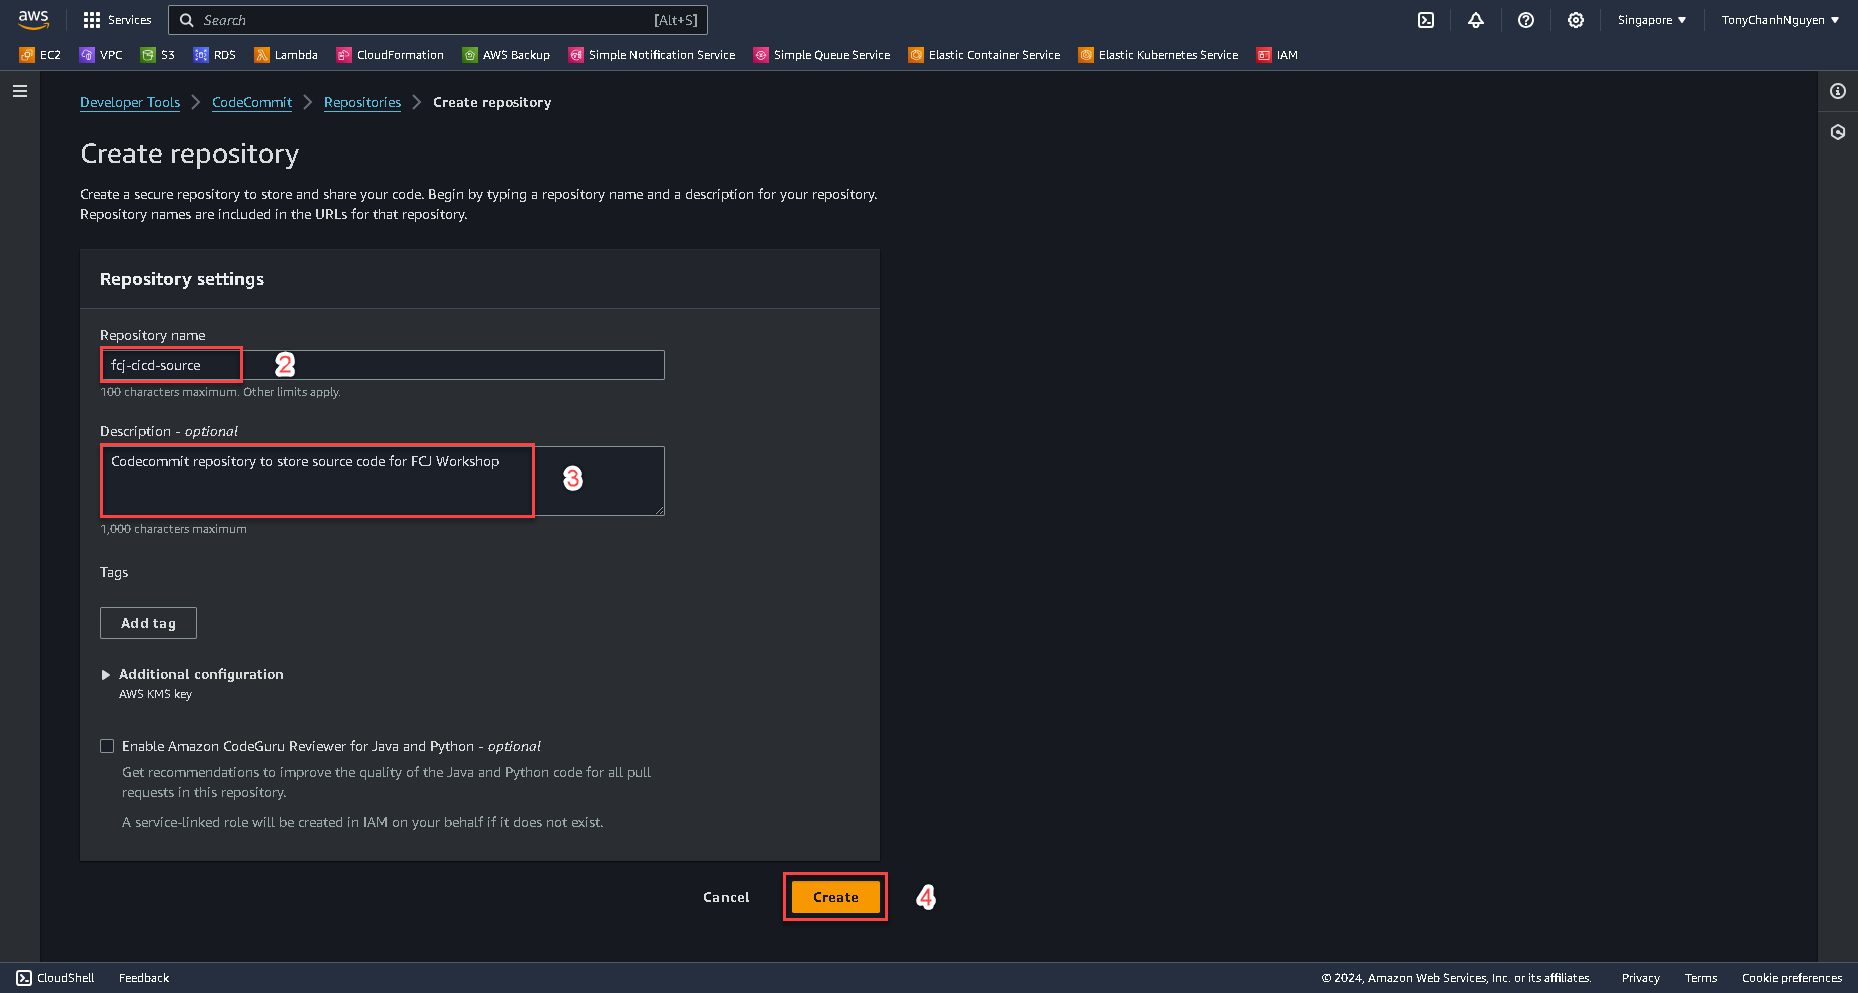 aws
Services
Search
[Alt+S]
Singapore ▼
TonyChanhNguyen ▼
EC2
VPC
S3
RDS
Lambda
CloudFormation
AWS Backup
Simple Notification Service
Simple Queue Service
Elastic Container Service
Elastic Kubernetes Service
IAM
Developer Tools
CodeCommit
Repositories
Create repository
Create repository
Create a secure repository to store and share your code. Begin by typing a repository name and a description for your repository.
Repository names are included in the URLs for that repository.
Repository settings
Repository name
fcj-cicd-source
2
100 characters maximum. Other limits apply.
Description - optional
Codecommit repository to store source code for FCJ Workshop
3
1,000 characters maximum
Tags
Add tag
Additional configuration
AWS KMS key
Enable Amazon CodeGuru Reviewer for Java and Python - optional
Get recommendations to improve the quality of the Java and Python code for all pull
requests in this repository.
A service-linked role will be created in IAM on your behalf if it does not exist.
Cancel
Create
4
CloudShell
Feedback
© 2024, Amazon Web Services, Inc. or its affiliates.
Privacy
Terms
Cookie preferences